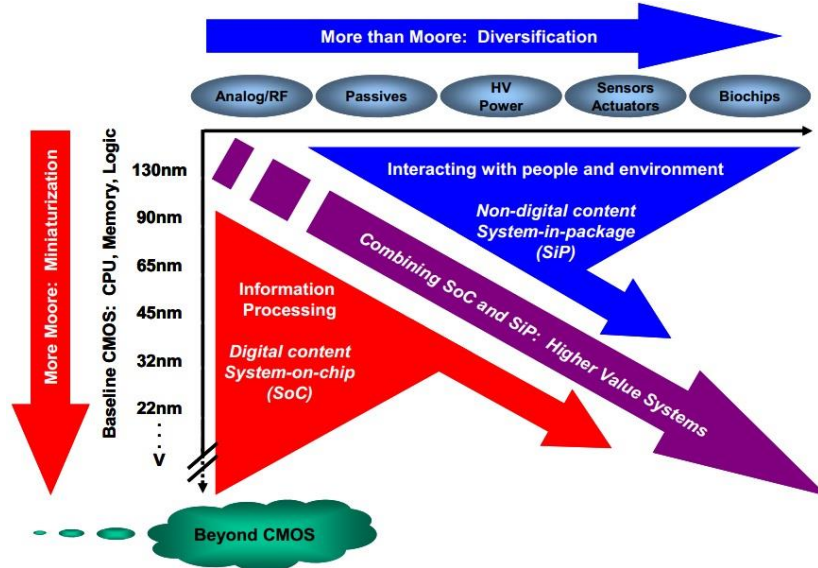 More than Moore: Diversification
Analog/RF
Passives
HV
Power
Sensors
Actuators
Biochips
More Moore: Miniaturization
Baseline CMOS: CPU, Memory, Logic
130nm
90nm
65nm
45nm
32nm
22nm
V
Interacting with people and environment
Non-digital content
System-in-package
(SiP)
Combining SoC and SiP: Higher Value Systems
Information
Processing
Digital content
System-on-chip
(SoC)
Beyond CMOS